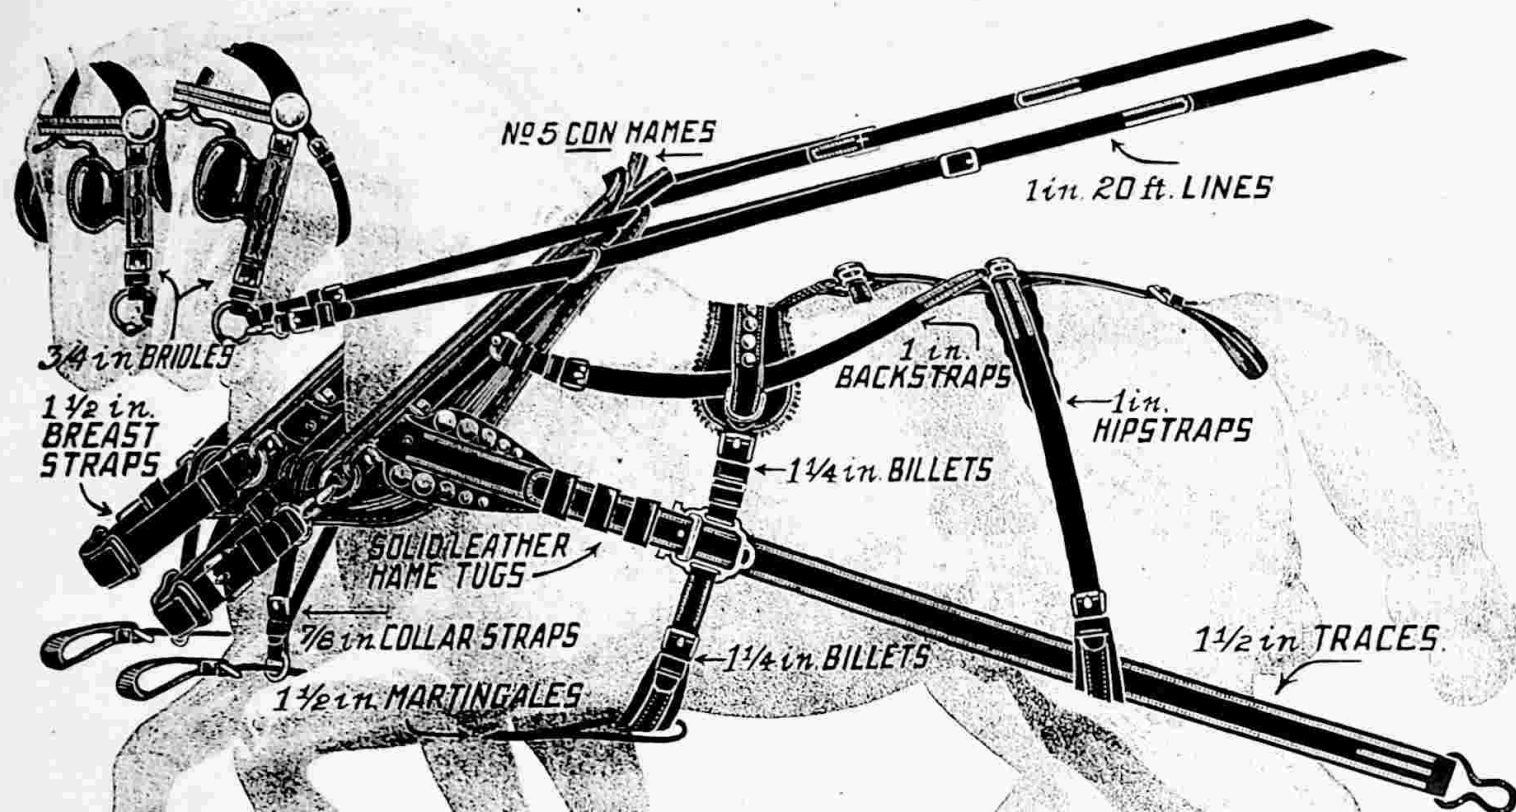 Nº 5 CON HAMES
1 in. 20 ft. LINES
3/4 in BRIDLES
1 1/2 in.
BREAST
STRAPS
1 in.
BACKSTRAPS
1 in.
HIPSTRAPS
1 1/4 in. BILLETS
SOLID LEATHER
HAME TUGS
7/8 in COLLAR STRAPS
1 1/4 in. BILLETS
1 1/2 in TRACES.
1 1/2 in MARTINGALES